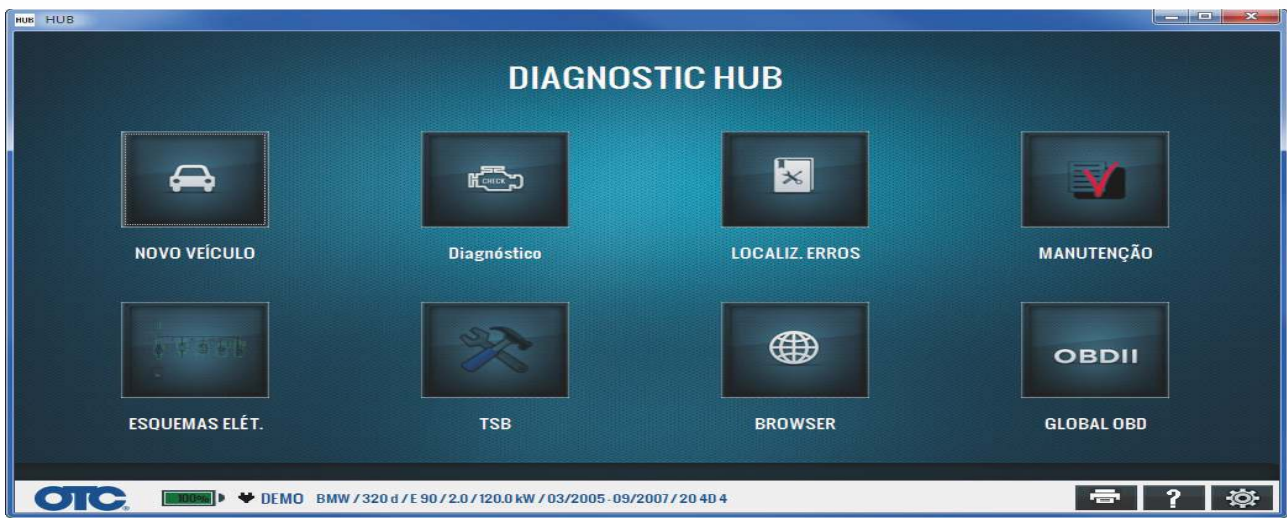 HUB HUB
DIAGNOSTIC HUB
CHECK
NOVO VEÍCULO Diagnóstico LOCALIZ. ERROS MANUTENÇÃO
OBDII
ESQUEMAS ELÉT. TSB BROWSER GLOBAL OBD
OTC 100% DEMO BMW / 320 d / E 90 / 2.0 / 120.0 kW / 03/2005-09/2007 / 20 4D 4 ?